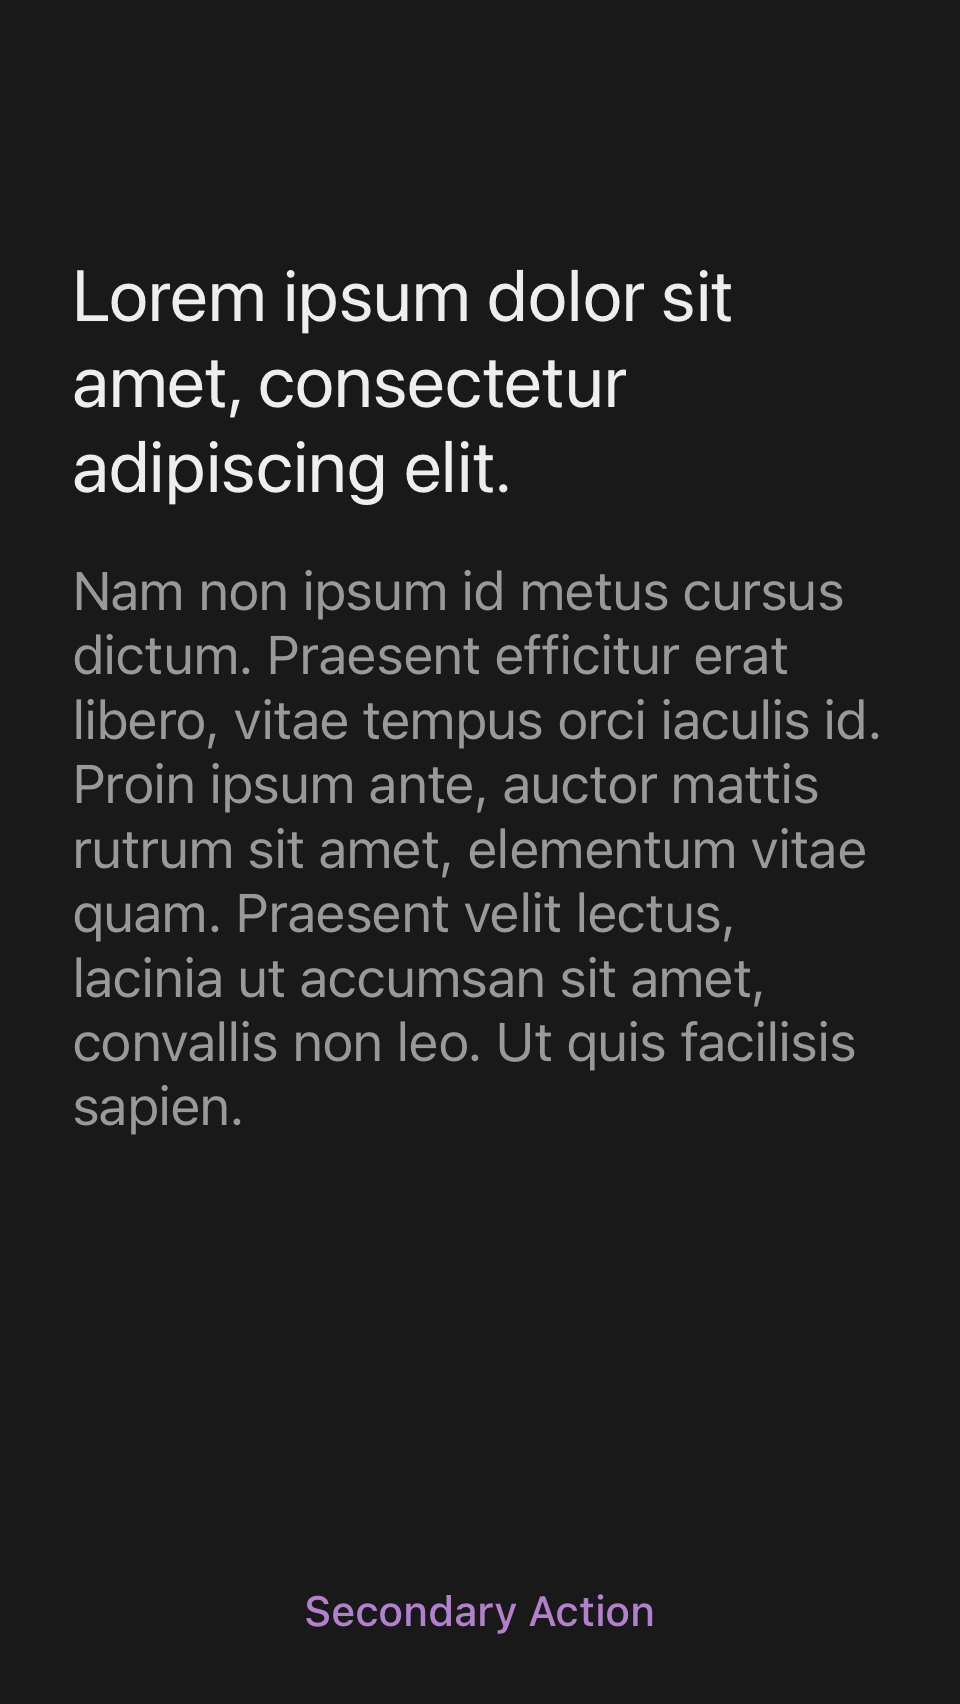 Lorem ipsum dolor sit
amet, consectetur
adipiscing elit.
Nam non ipsum id metus cursus
dictum. Praesent efficitur erat
libero, vitae tempus orci iaculis id.
Proin ipsum ante, auctor mattis
rutrum sit amet, elementum vitae
quam. Praesent velit lectus,
lacinia ut accumsan sit amet,
convallis non leo. Ut quis facilisis
sapien.
Secondary Action